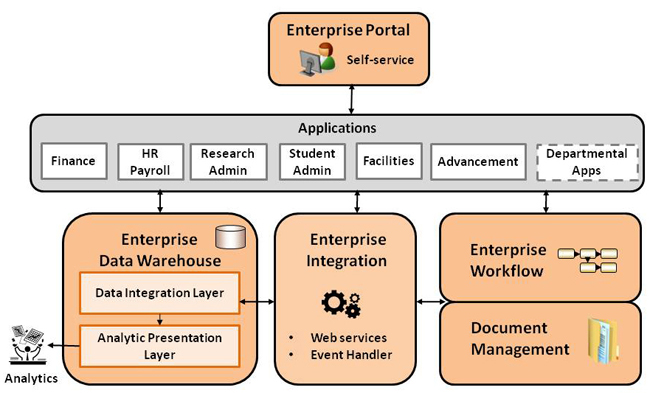 Enterprise Portal
Self-service
Applications
Finance
HR
Payroll
Research
Admin
Student
Admin
Facilities
Advancement
Departmental
Apps
Enterprise
Data Warehouse
Data Integration Layer
Analytic Presentation
Layer
Analytics
Enterprise
Integration
• Web services
• Event Handler
Enterprise
Workflow
Document
Management